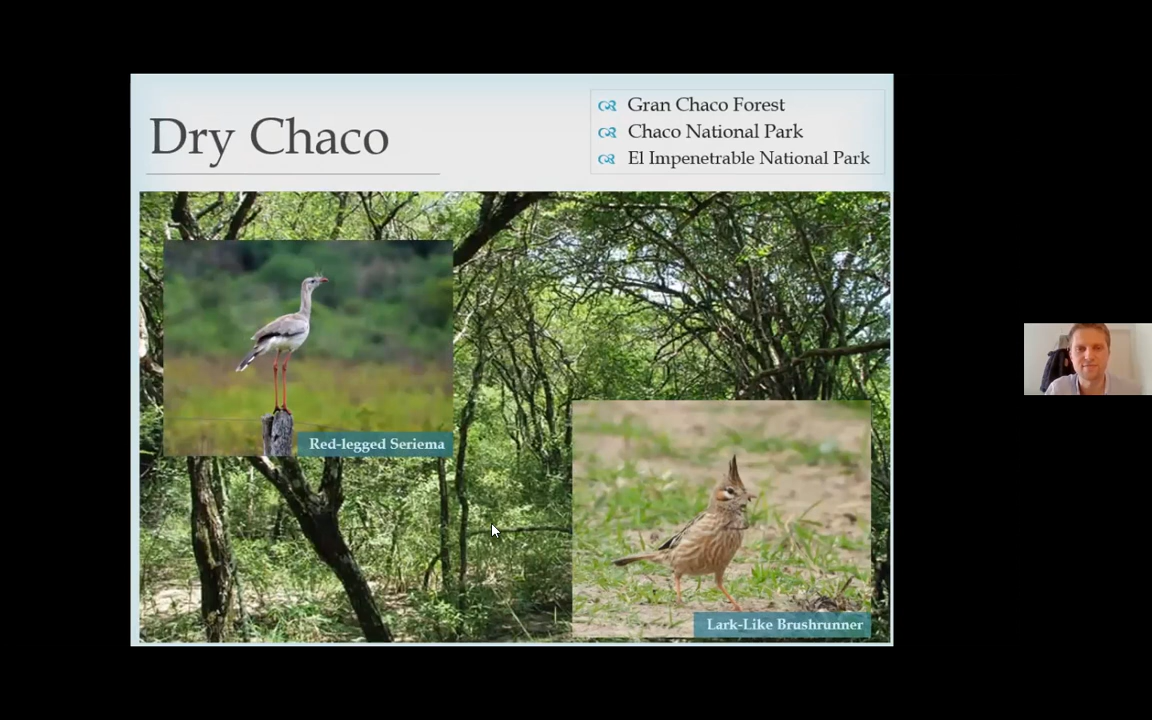 Dry Chaco
Gran Chaco Forest
Chaco National Park
El Impenetrable National Park
Red-legged Seriema
Lark-Like Brushrunner